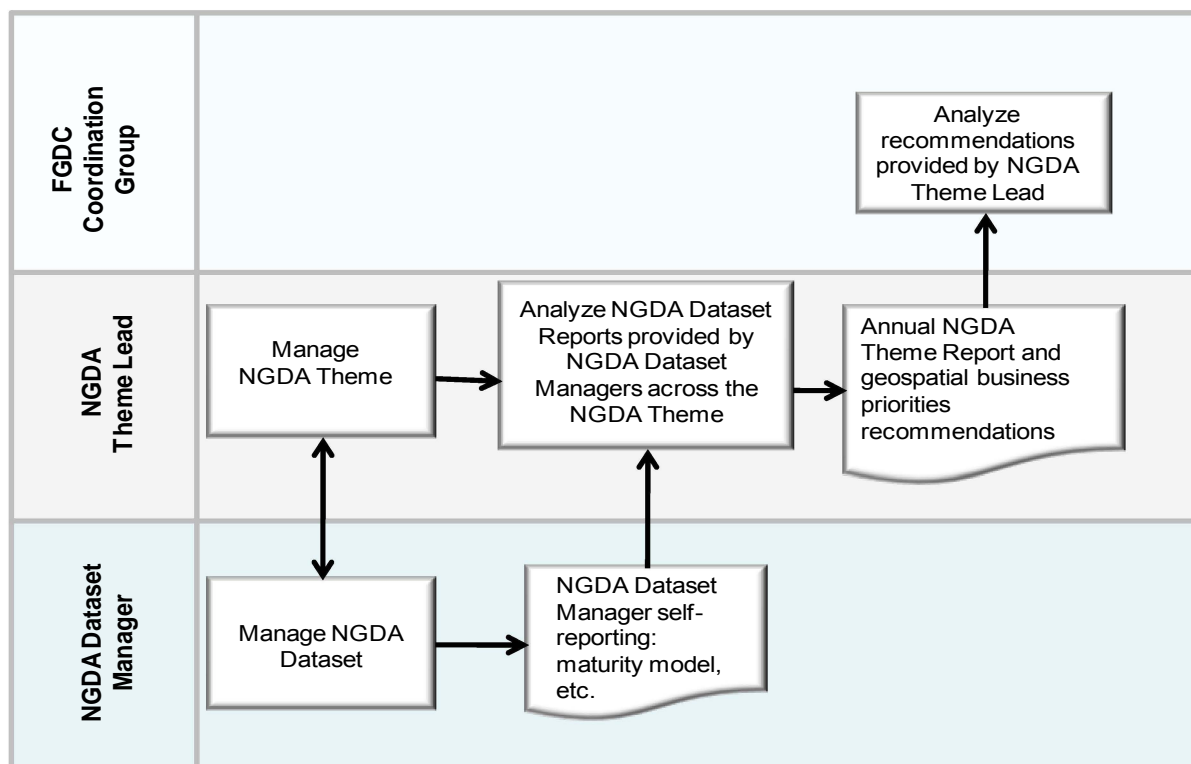 FGDC
Coordination
Group
Analyze
recommendations
provided by NGDA
Theme Lead
NGDA
Theme Lead
Manage
NGDA Theme
Analyze NGDA Dataset
Reports provided by
NGDA Dataset
Managers across the
NGDA Theme
Annual NGDA
Theme Report and
geospatial business
priorities
recommendations
NGDA Dataset
Manager
Manage NGDA
Dataset
NGDA Dataset
Manager self-
reporting:
maturity model,
etc.